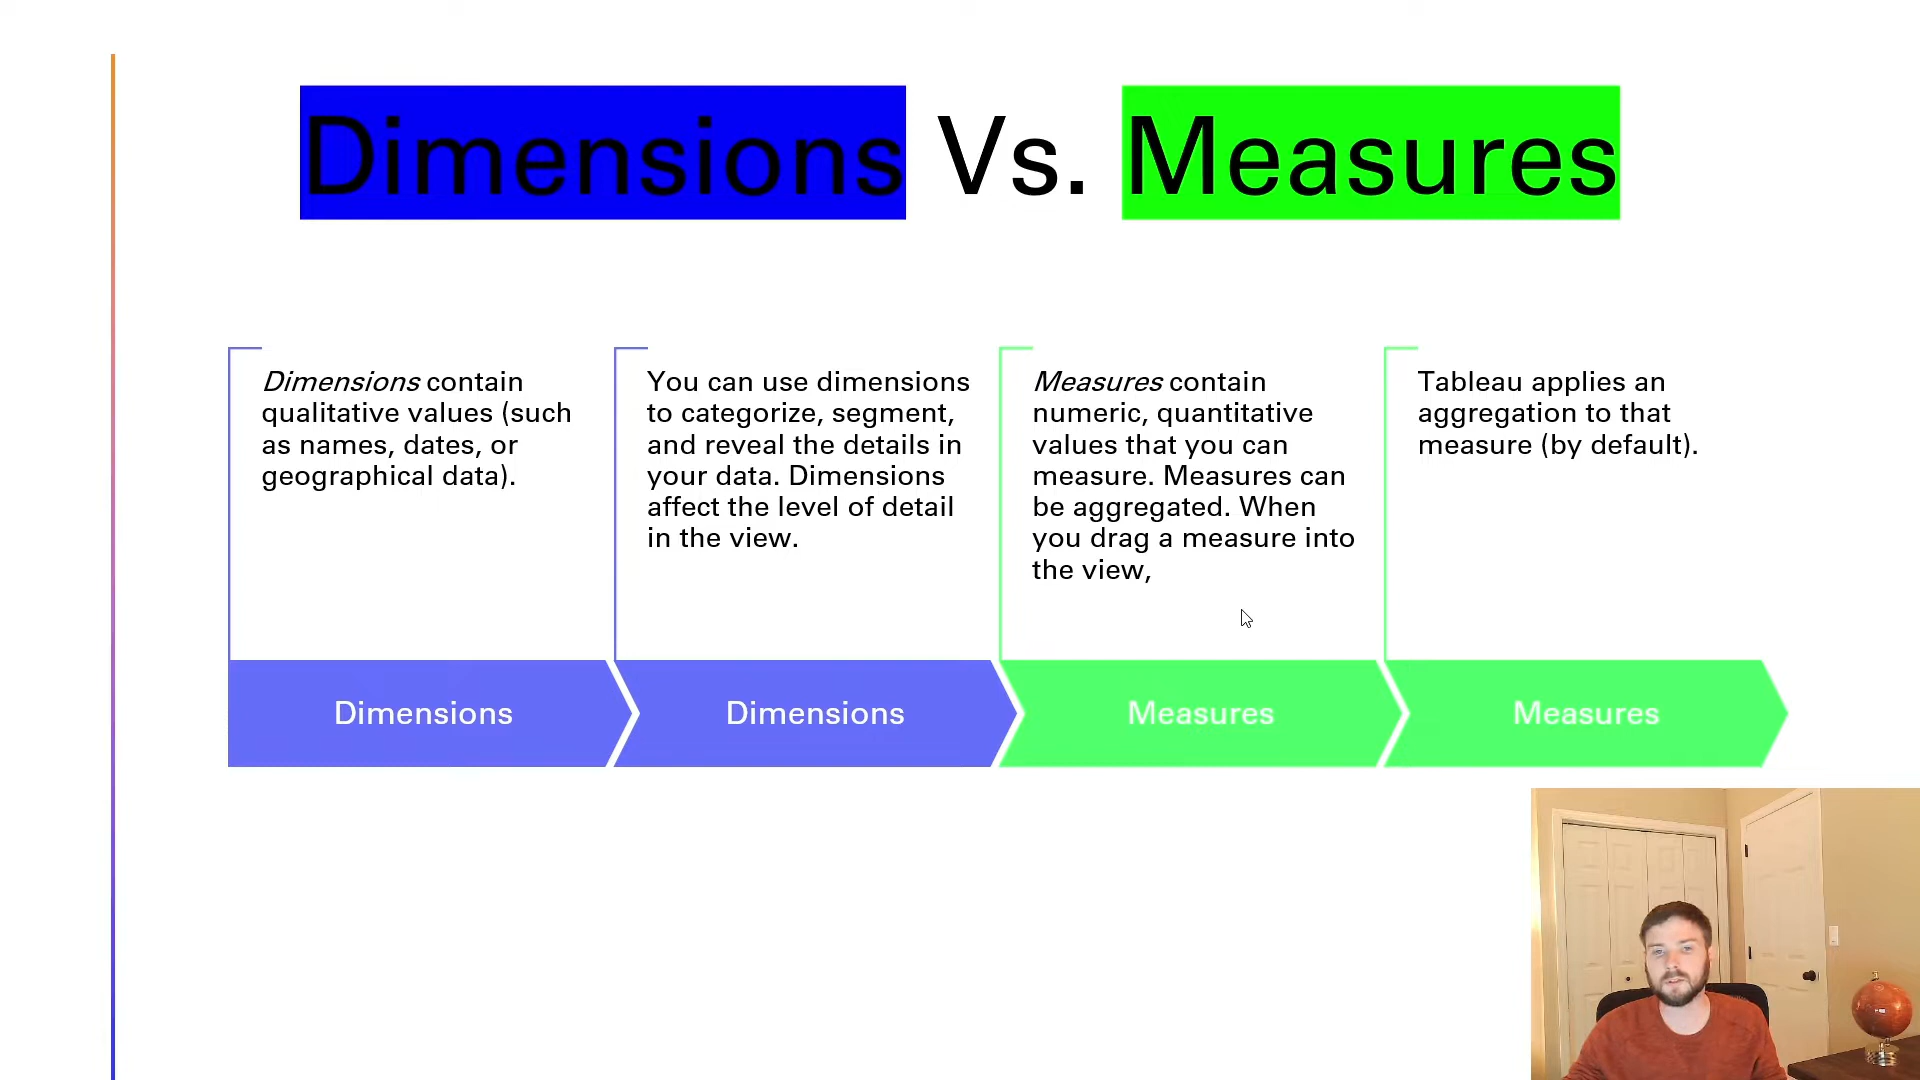 Dimensions Vs. Measures
Dimensions contain
qualitative values (such
as names, dates, or
geographical data).
You can use dimensions
to categorize, segment,
and reveal the details in
your data. Dimensions
affect the level of detail
in the view.
Measures contain
numeric, quantitative
values that you can
measure. Measures can
be aggregated. When
you drag a measure into
the view,
Tableau applies an
aggregation to that
measure (by default).
Dimensions
Dimensions
Measures
Measures